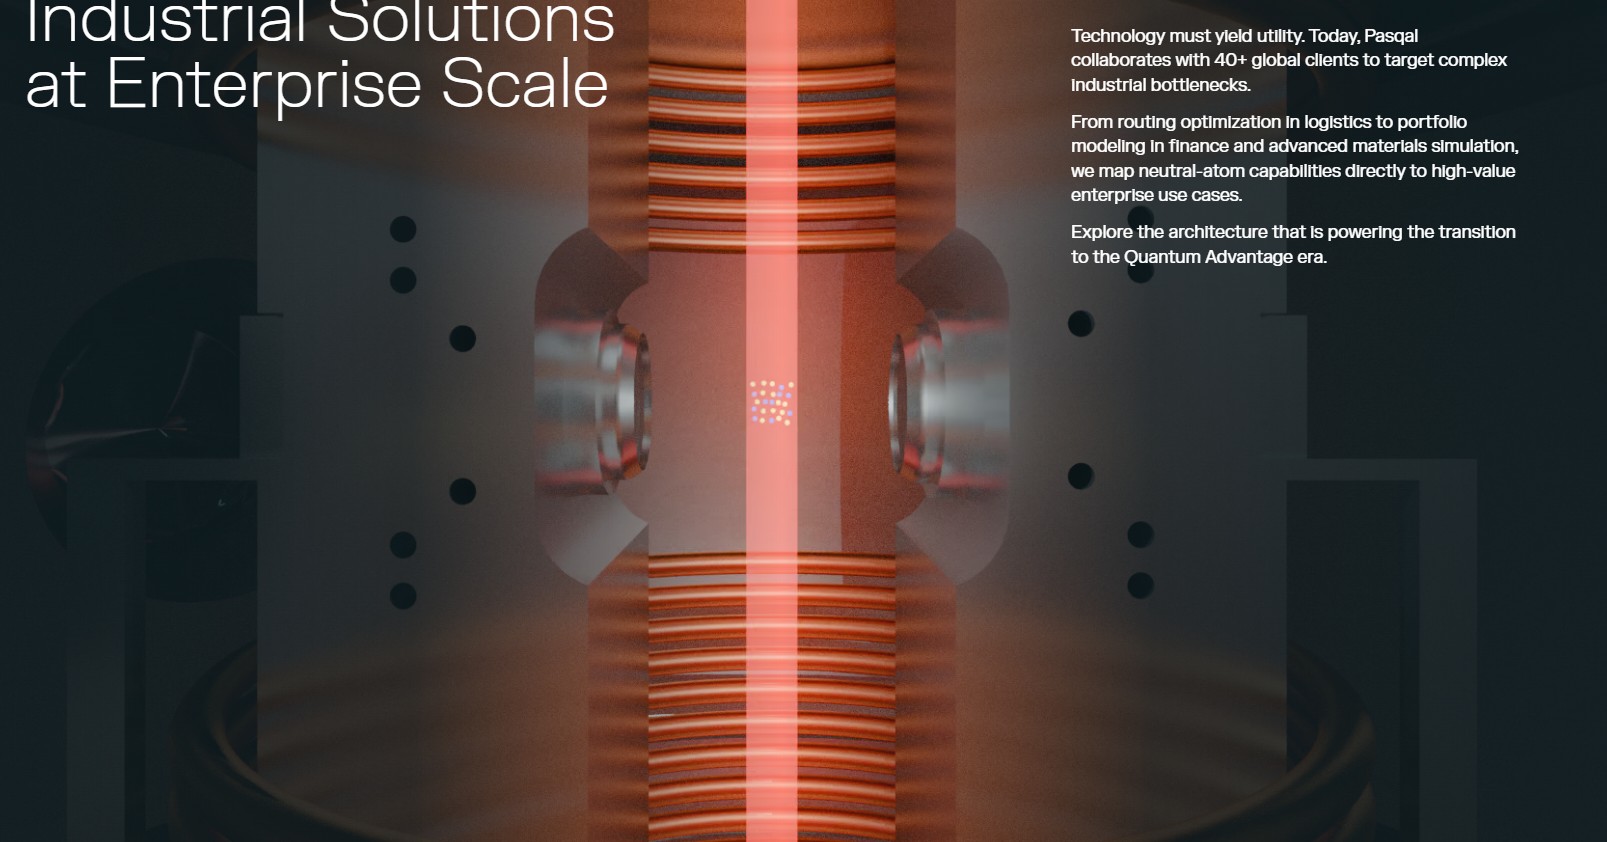 Industrial Solutions
at Enterprise Scale
Technology must yield utility. Today, Pasqal
collaborates with 40+ global clients to target complex
industrial bottlenecks.
From routing optimization in logistics to portfolio
modeling in finance and advanced materials simulation,
we map neutral-atom capabilities directly to high-value
enterprise use cases.
Explore the architecture that is powering the transition
to the Quantum Advantage era.